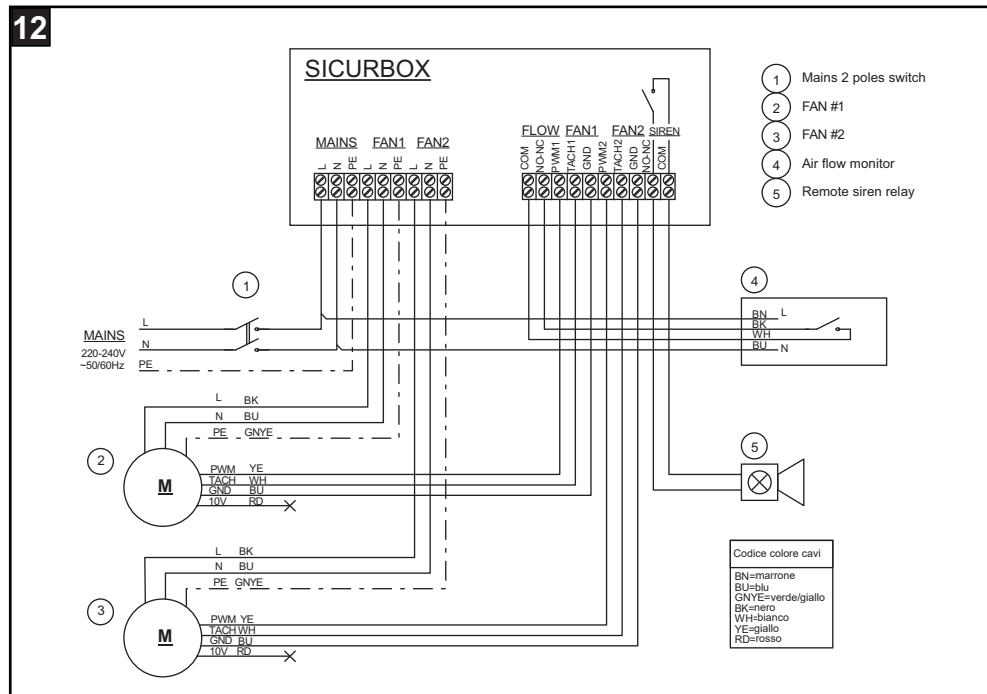 12
SICURBOX
MAINS FAN1 FAN2
L N PE L N PE L N PE
FLOW FAN1 FAN2 SIREN
COM NO-NC PWM1 TACH1 GND PWM2 TACH2 GND NO-NC COM
1 Mains 2 poles switch
2 FAN #1
3 FAN #2
4 Air flow monitor
5 Remote siren relay
1
MAINS
220-240V
~50/60Hz
L
N
PE
4
BN L
BK
WH
BU N
2
M
L BK
N BU
PE GNYE
PWM YE
TACH WH
GND BU
10V RD
5
3
M
L BK
N BU
PE GNYE
PWM YE
TACH WH
GND BU
10V RD
Codice colore cavi
BN=marrone
BU=blu
GNYE=verde/giallo
BK=nero
WH=bianco
YE=giallo
RD=rosso